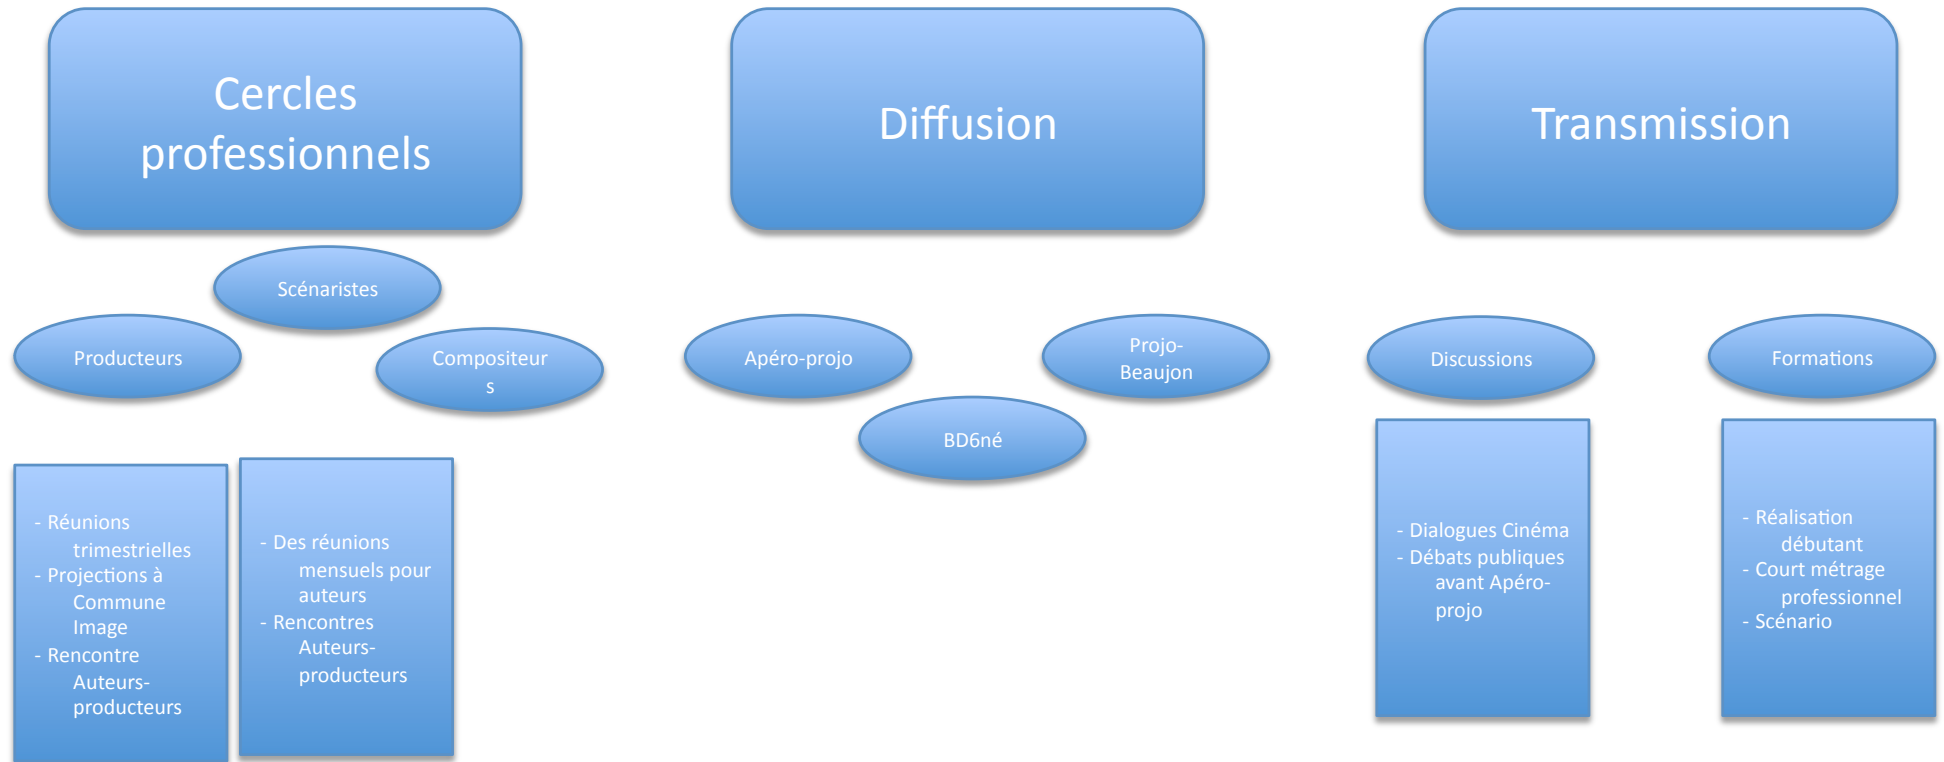 Cercles
professionnels
Scénaristes
Producteurs
Compositeur
s
- Réunions
trimestrielles
- Projections à
Commune
Image
- Rencontre
Auteurs-
producteurs
- Des réunions
mensuels pour
auteurs
- Rencontres
Auteurs-
producteurs
Diffusion
Apéro-projo
Projo-
Beaujon
BD6né
Transmission
Discussions
Formations
- Dialogues Cinéma
- Débats publiques
avant Apéro-
projo
- Réalisation
débutant
- Court métrage
professionnel
- Scénario